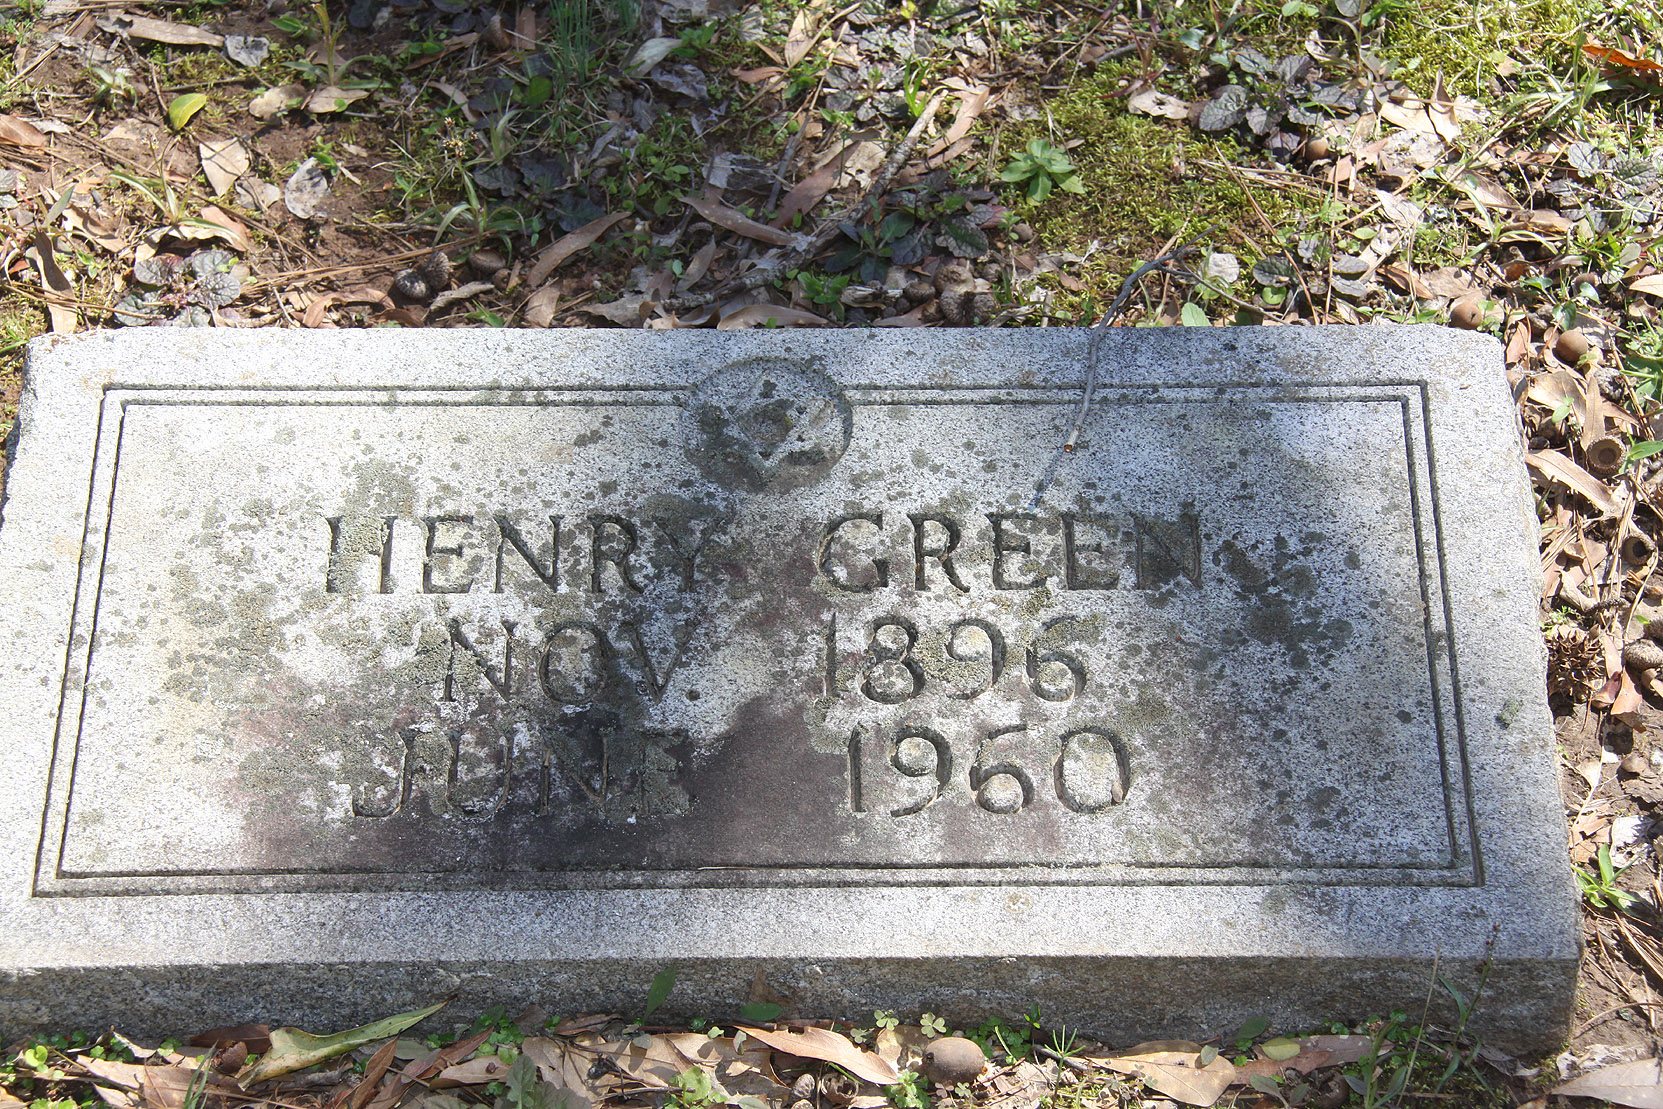 HENRY GREEN
NOV. 1896
JUNE 1960